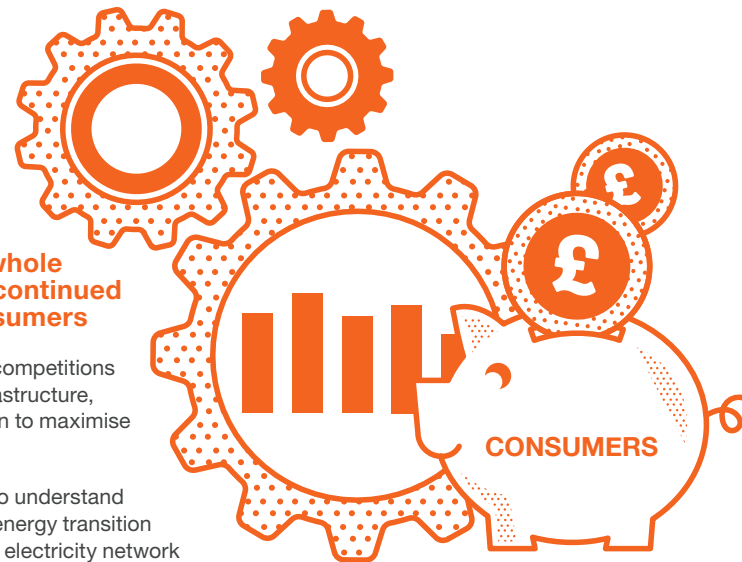 whole
continued
sumers
competitions
astructure,
n to maximise
o understand
energy transition
electricity network
£
£
CONSUMERS